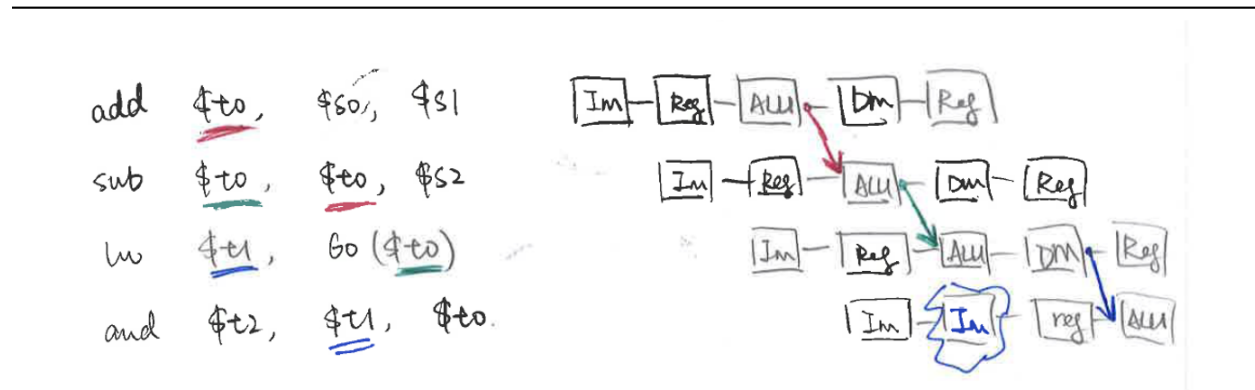 add $t0, $s0, $s1 Im Reg ALU Dm Reg
sub $t0, $t0, $s2 Im Reg ALU Dm Reg
lw $t1, 60($t0) Im Reg ALU DM Reg
and $t2, $t1, $t0. Im Im reg ALU